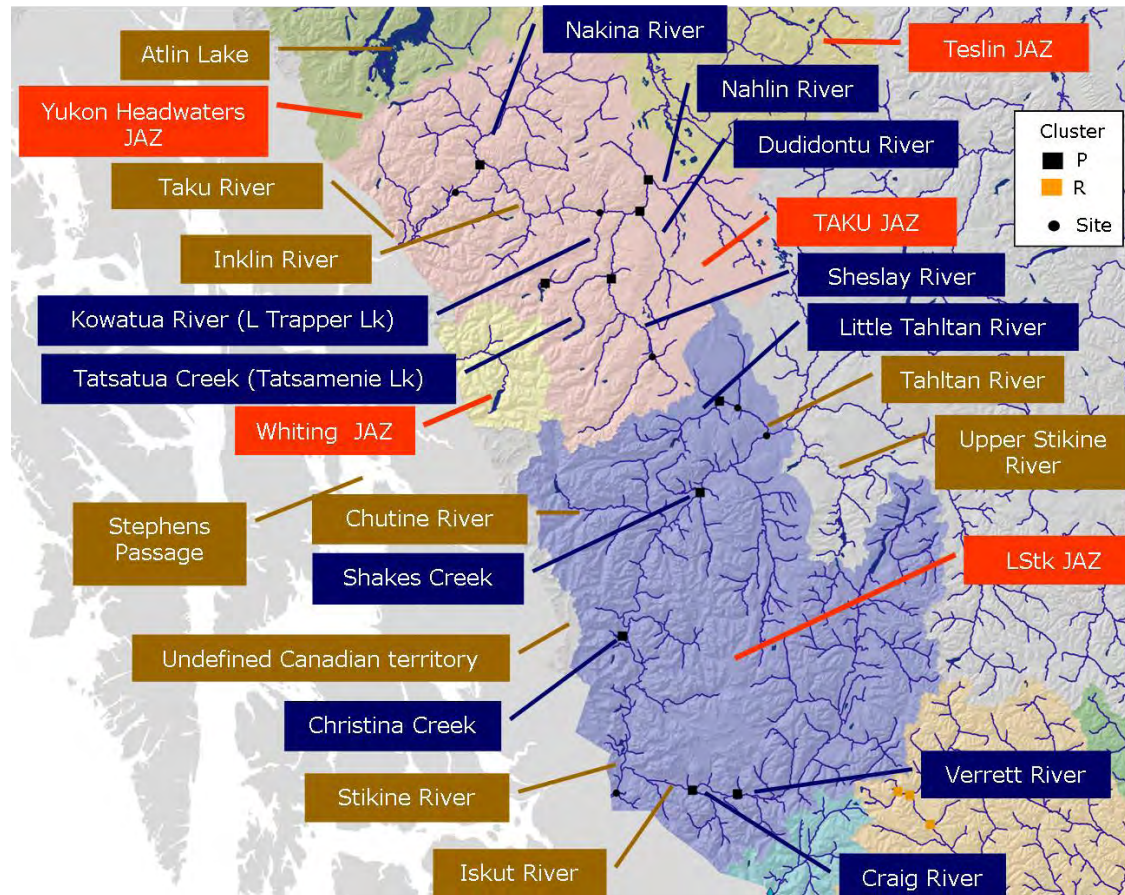 Nakina River
Atlin Lake
Teslin JAZ
Nahlin River
Yukon Headwaters
JAZ
Dudidontu River
Cluster
P
R
Site
Taku River
TAKU JAZ
Inklin River
Sheslay River
Kowatua River (L Trapper Lk)
Little Tahltan River
Tatsatua Creek (Tatsamenie Lk)
Tahltan River
Whiting  JAZ
Upper Stikine
River
Chutine River
Stephens
Passage
Shakes Creek
LStk JAZ
Undefined Canadian territory
Christina Creek
Verrett River
Stikine River
Iskut River
Craig River